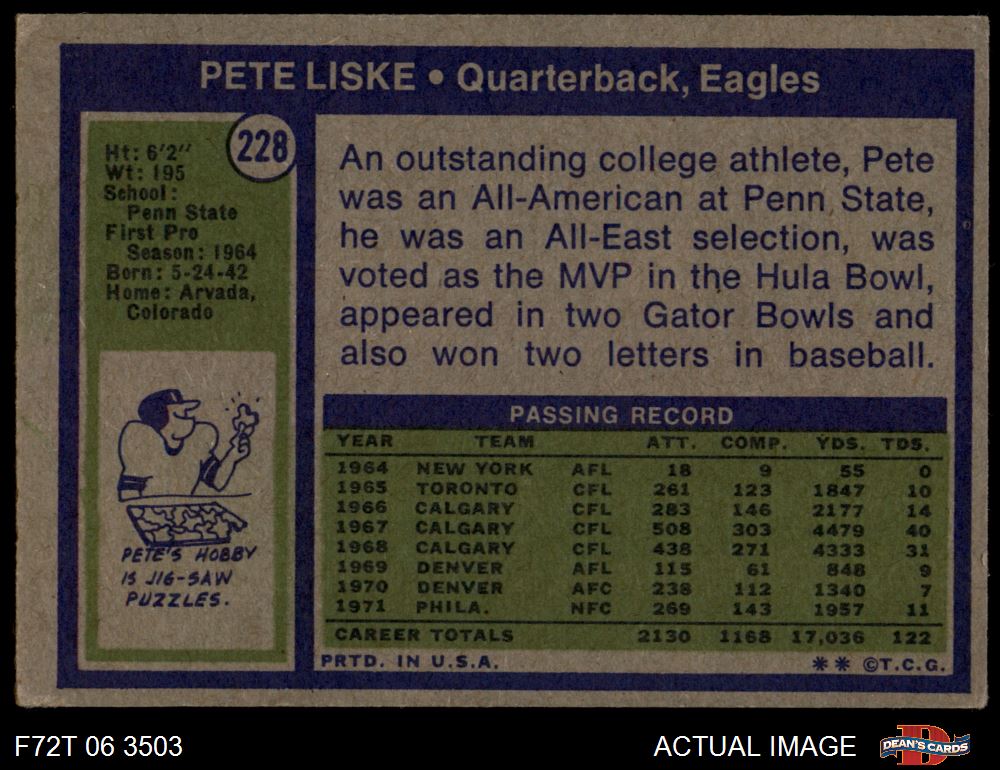 PETE LISKE • Quarterback, Eagles
228
Ht: 6'2"
Wt: 195
School:
Penn State
First Pro
Season: 1964
Born: 5-24-42
Home: Arvada,
Colorado
PETE'S HOBBY
IS JIG-SAW
PUZZLES.
An outstanding college athlete, Pete
was an All-American at Penn State,
he was an All-East selection, was
voted as the MVP in the Hula Bowl,
appeared in two Gator Bowls and
also won two letters in baseball.
PASSING RECORD
YEAR TEAM ATT. COMP. YDS. TDS.
1964 NEW YORK AFL 18 9 55 0
1965 TORONTO CFL 261 123 1847 10
1966 CALGARY CFL 283 146 2177 14
1967 CALGARY CFL 508 303 4479 40
1968 CALGARY CFL 438 271 4333 31
1969 DENVER AFL 115 61 848 9
1970 DENVER AFC 238 112 1340 7
1971 PHILA. NFC 269 143 1957 11
CAREER TOTALS 2130 1168 17,036 122
PRTD. IN U.S.A. ** ©T.C.G.
F72T 06 3503 ACTUAL IMAGE D DEAN'S CARDS